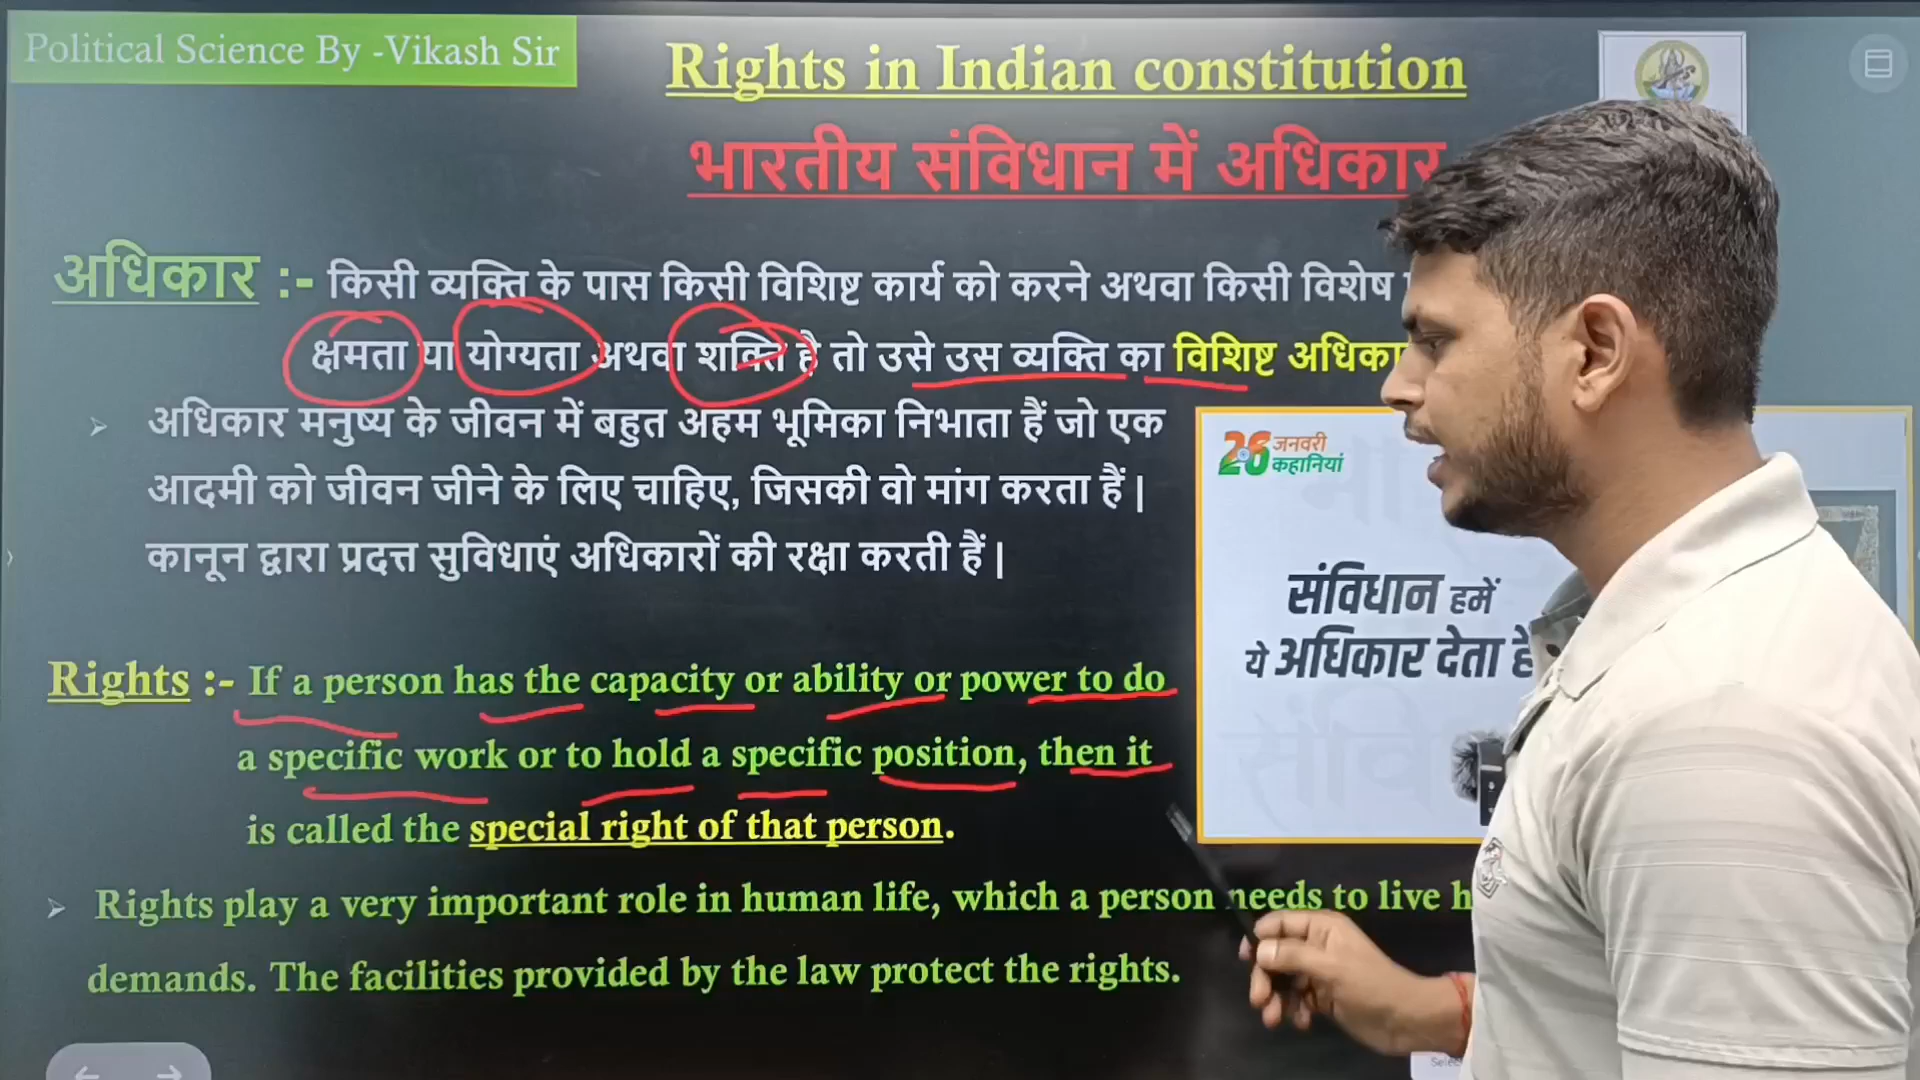 Political Science By -Vikash Sir
Rights in Indian constitution
भारतीय संविधान में अधिकार
अधिकार :- किसी व्यक्ति के पास किसी विशिष्ट कार्य को करने अथवा किसी विशेष
क्षमता या योग्यता अथवा शक्ति है तो उसे उस व्यक्ति का विशिष्ट
अधिकार मनुष्य के जीवन में बहुत अहम भूमिका निभाता हैं जो एक
आदमी को जीवन जीने के लिए चाहिए, जिसकी वो मांग करता हैं |
कानून द्वारा प्रदत्त सुविधाएं अधिकारों की रक्षा करती हैं |
26 जनवरी
कहानियां
संविधान हमें
ये अधिकार देता है
Rights :- If a person has the capacity or ability or power to do
a specific work or to hold a specific position, then it
is called the special right of that person.
Rights play a very important role in human life, which a person needs to live
demands. The facilities provided by the law protect the rights.